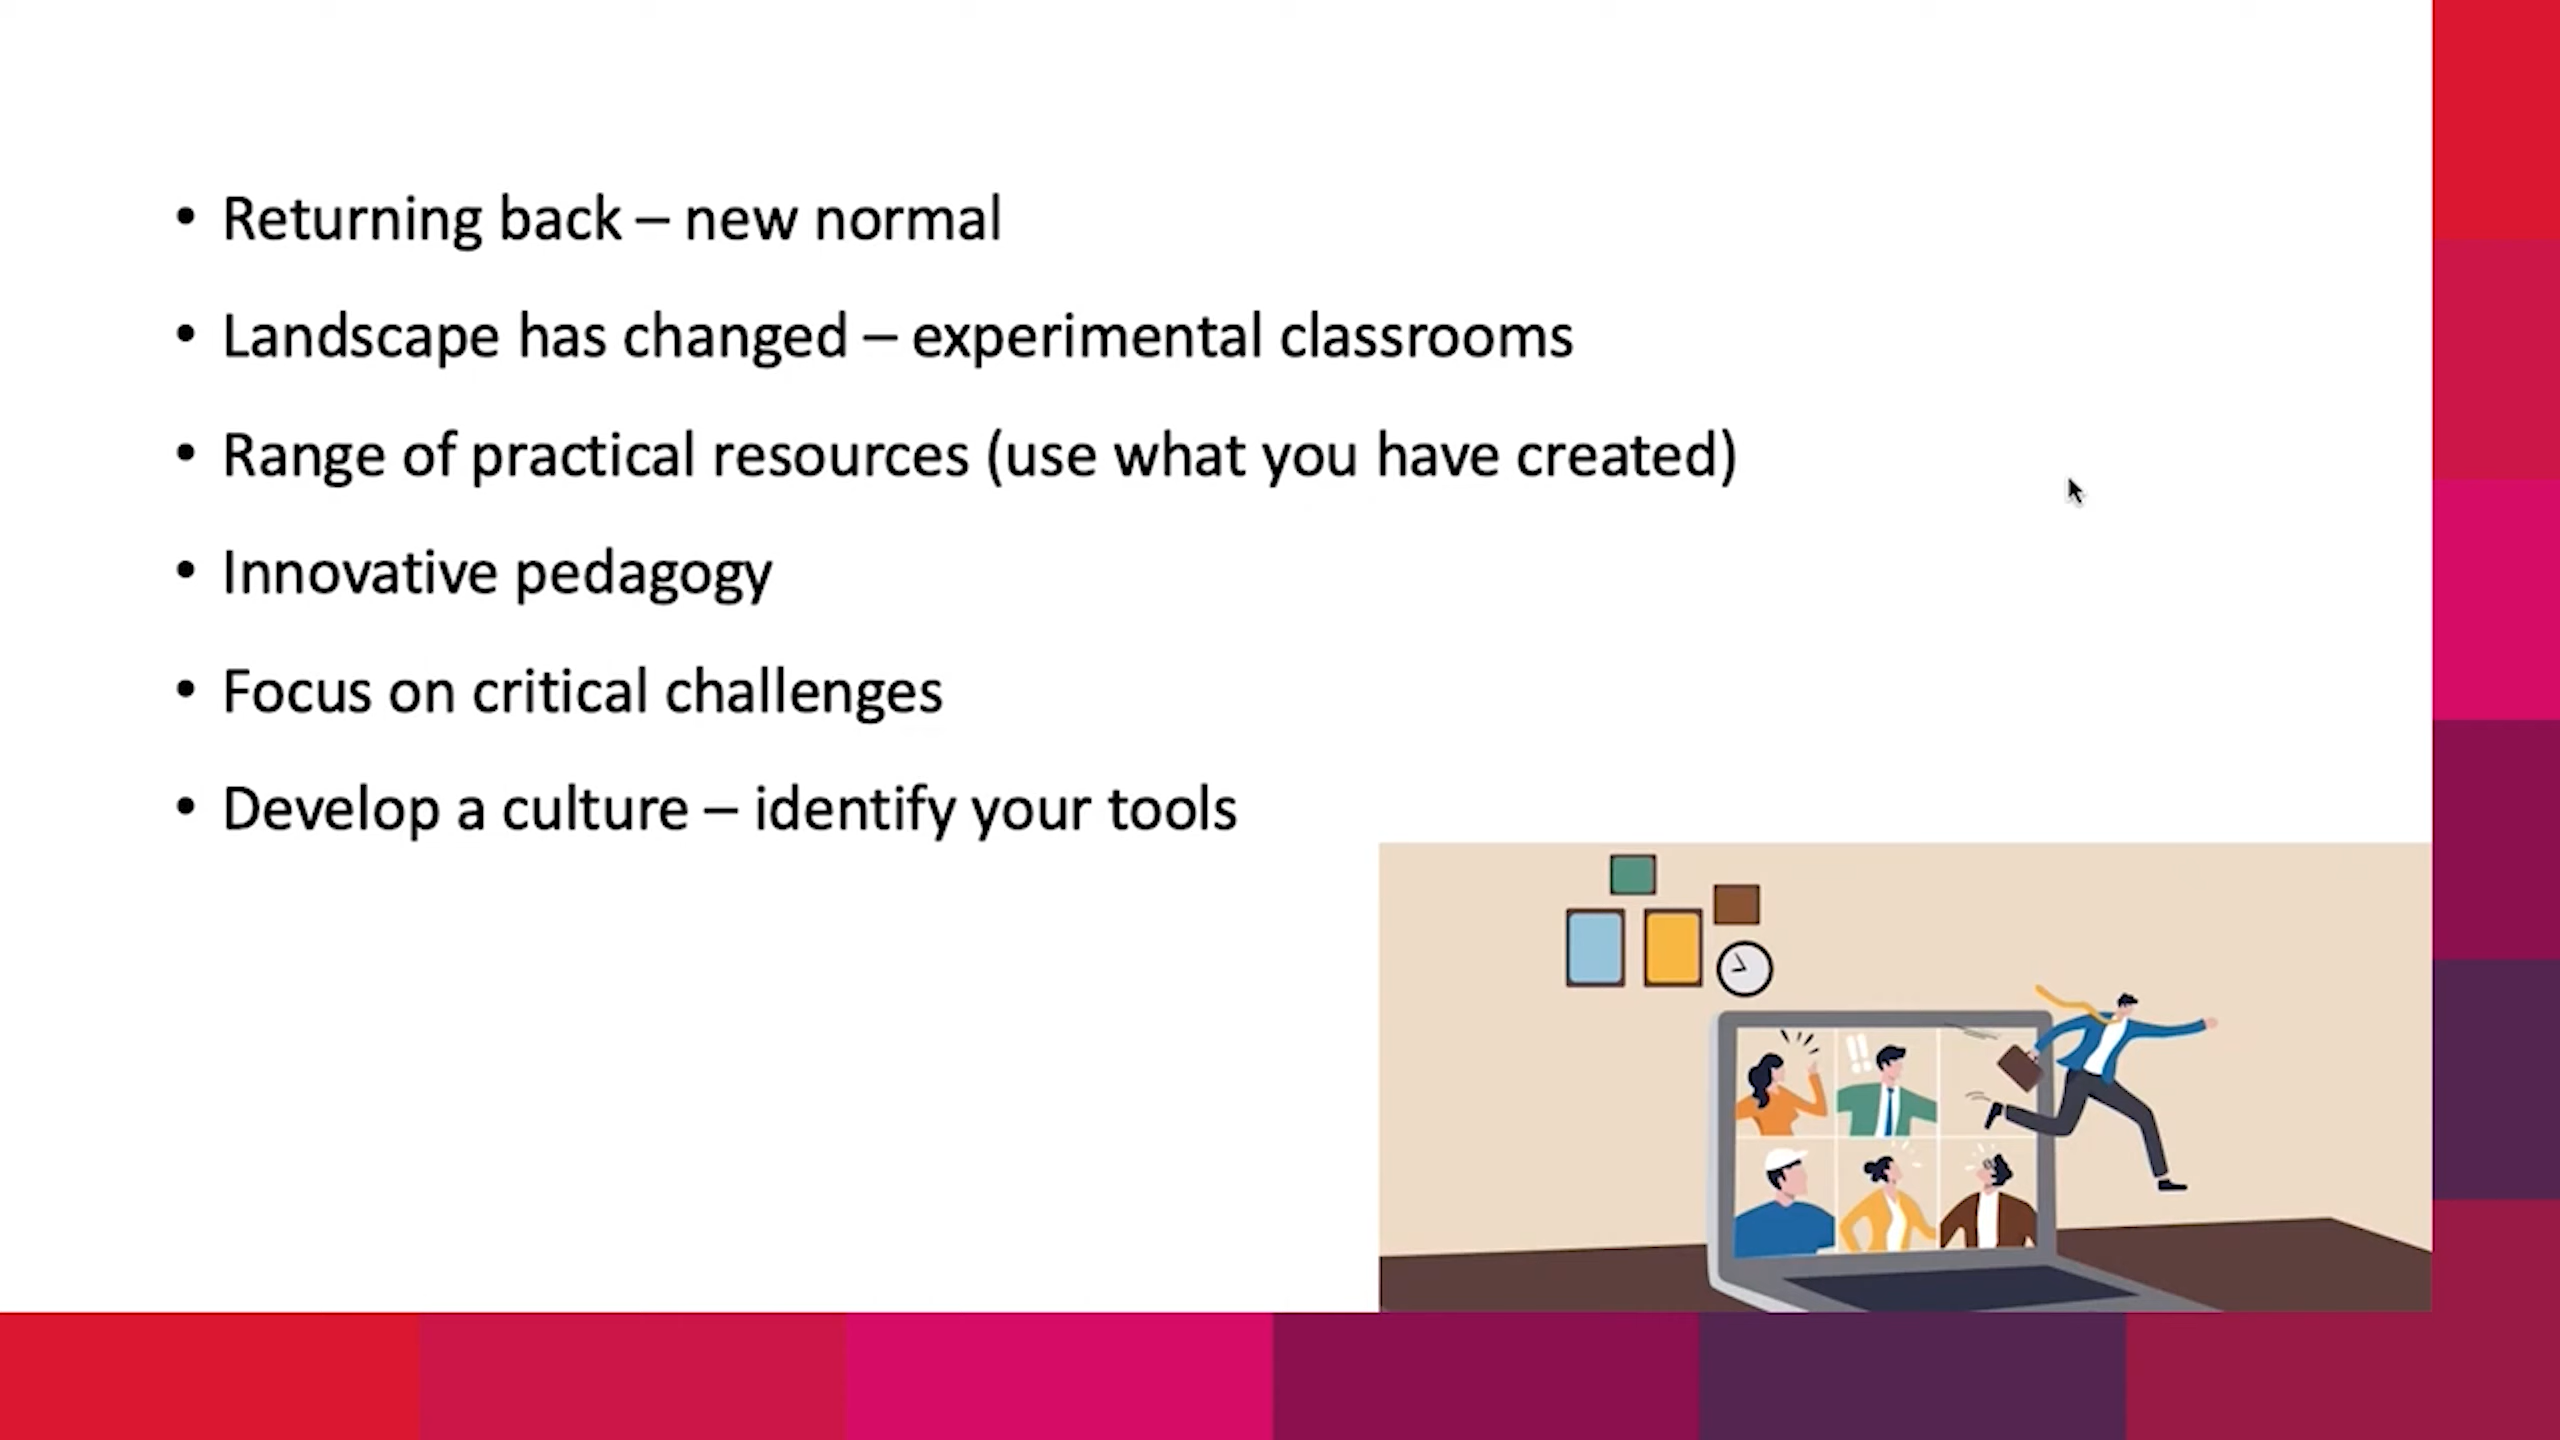 • Returning back – new normal
• Landscape has changed – experimental classrooms
• Range of practical resources (use what you have created)
• Innovative pedagogy
• Focus on critical challenges
• Develop a culture – identify your tools
!!